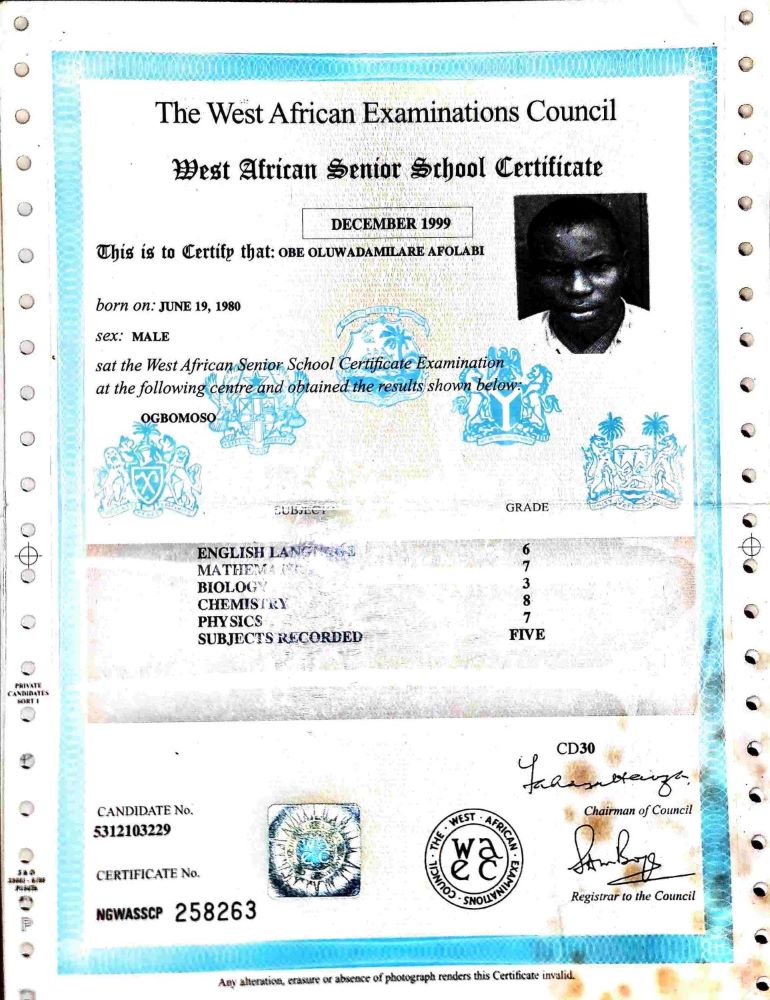 The West African Examinations Council
West African Senior School Certificate
DECEMBER 1999
This is to Certify that: OBE OLUWADAMILARE AFOLABI
born on: JUNE 19, 1980
sex: MALE
sat the West African Senior School Certificate Examination
at the following centre and obtained the results shown below:
OGBOMOSO
SUBJECT GRADE
ENGLISH LANGUAGE 6
MATHEMATICS 7
BIOLOGY 3
CHEMISTRY 8
PHYSICS 7
SUBJECTS RECORDED FIVE
PRIVATE
CANDIDATES
SORT 1
CD30
Chairman of Council
CANDIDATE No.
5312103229
CERTIFICATE No.
NGWASSCP 258263
THE · WEST · AFRICAN · EXAMINATIONS · COUNCIL
wa
ec
Registrar to the Council
Any alteration, erasure or absence of photograph renders this Certificate invalid.